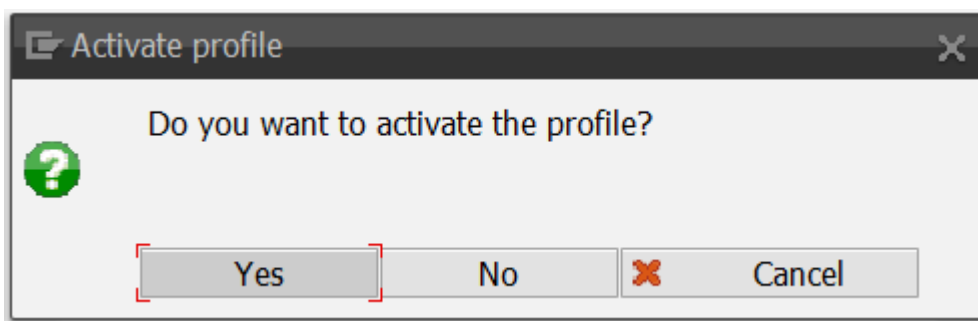 Activate profile
Do you want to activate the profile?
Yes No Cancel